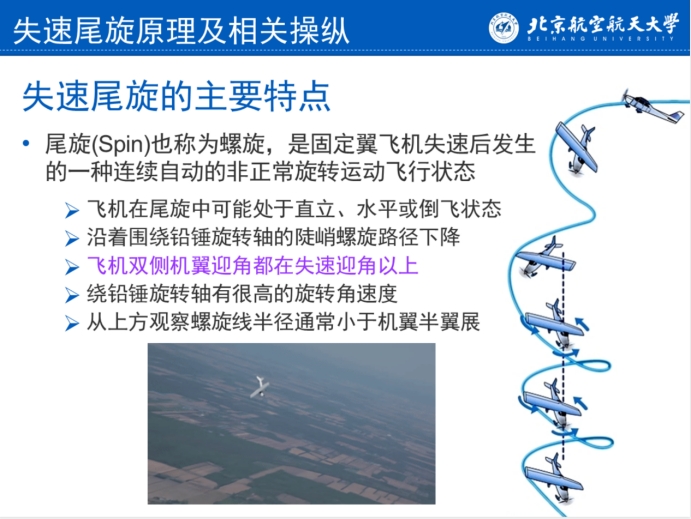 失速尾旋原理及相关操纵
北京航空航天大學
BEIHANG UNIVERSITY
失速尾旋的主要特点
• 尾旋(Spin)也称为螺旋，是固定翼飞机失速后发生
的一种连续自动的非正常旋转运动飞行状态
➢ 飞机在尾旋中可能处于直立、水平或倒飞状态
➢ 沿着围绕铅锤旋转轴的陡峭螺旋路径下降
➢ 飞机双侧机翼迎角都在失速迎角以上
➢ 绕铅锤旋转轴有很高的旋转角速度
➢ 从上方观察螺旋线半径通常小于机翼半翼展